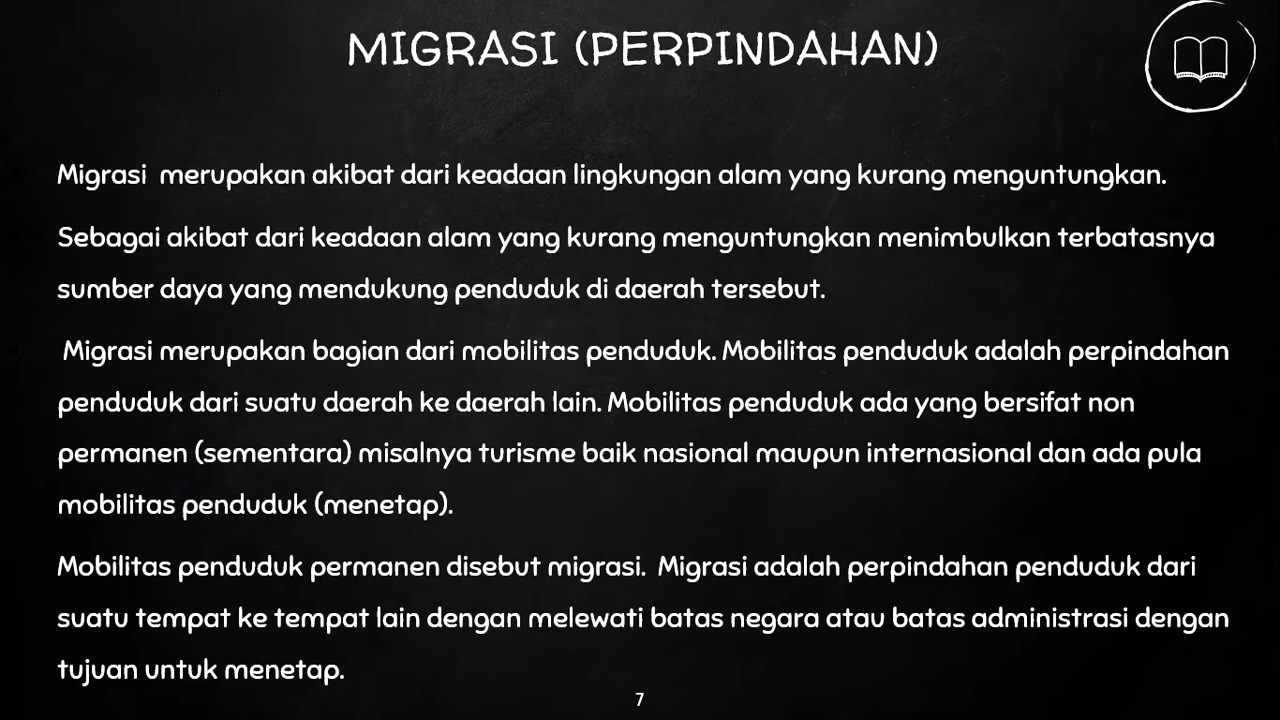 MIGRASI (PERPINDAHAN)
Migrasi  merupakan akibat dari keadaan lingkungan alam yang kurang menguntungkan.
Sebagai akibat dari keadaan alam yang kurang menguntungkan menimbulkan terbatasnya
sumber daya yang mendukung penduduk di daerah tersebut.
Migrasi merupakan bagian dari mobilitas penduduk. Mobilitas penduduk adalah perpindahan
penduduk dari suatu daerah ke daerah lain. Mobilitas penduduk ada yang bersifat non
permanen (sementara) misalnya turisme baik nasional maupun internasional dan ada pula
mobilitas penduduk (menetap).
Mobilitas penduduk permanen disebut migrasi.  Migrasi adalah perpindahan penduduk dari
suatu tempat ke tempat lain dengan melewati batas negara atau batas administrasi dengan
tujuan untuk menetap.
7